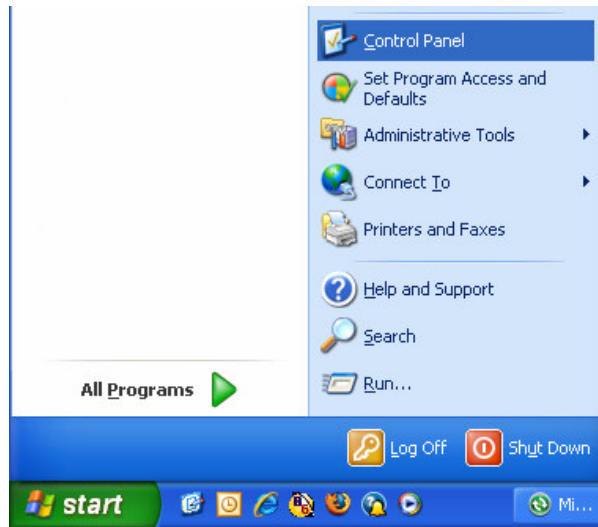 Control Panel
Set Program Access and
Defaults
Administrative Tools
Connect To
Printers and Faxes
Help and Support
Search
Run...
All Programs
Log Off
Shut Down
start
Mi...